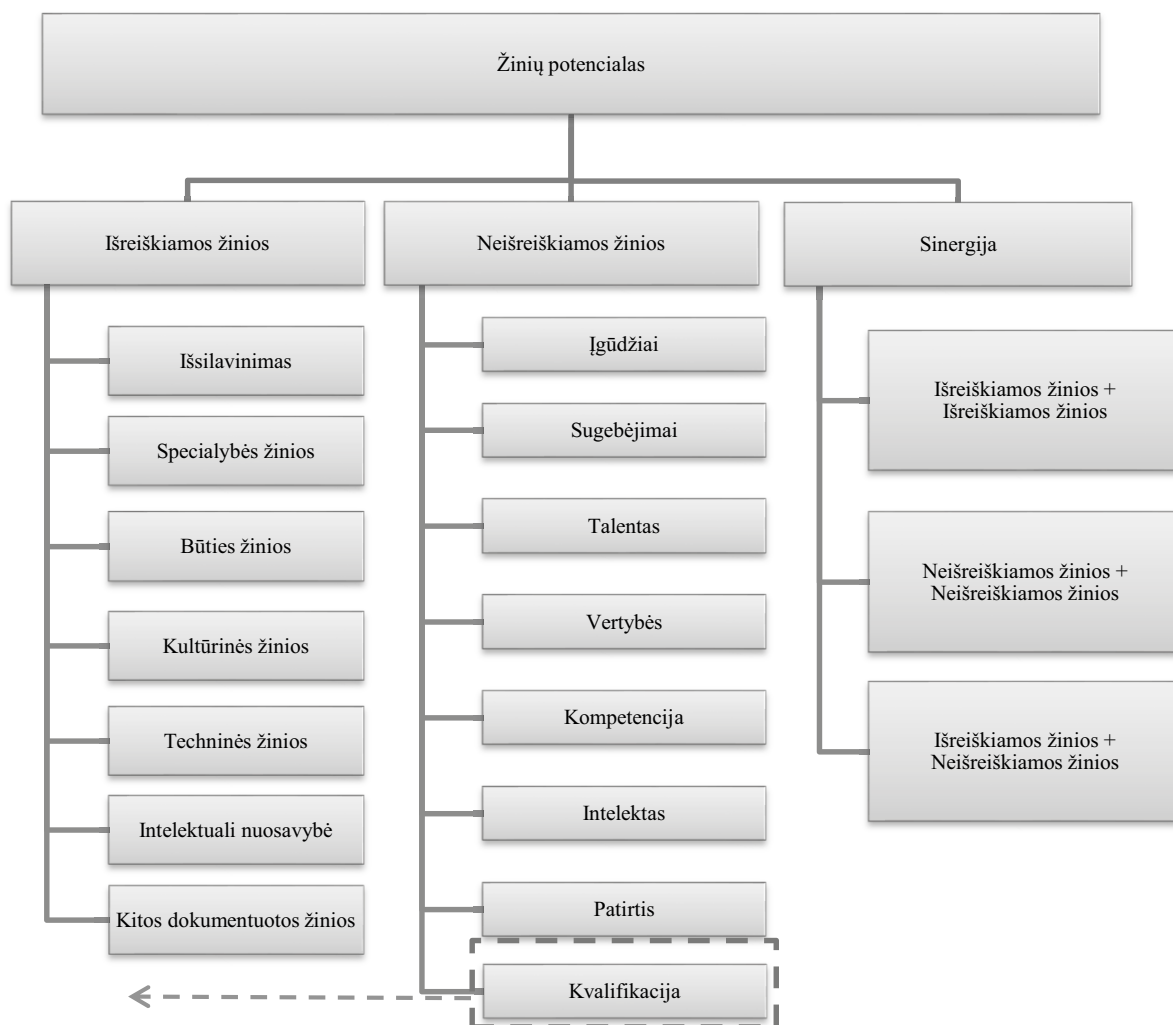 Žinių potencialas
Išreiškiamos žinios
Išsilavinimas
Specialybės žinios
Būties žinios
Kultūrinės žinios
Techninės žinios
Intelektuali nuosavybė
Kitos dokumentuotos žinios
Neišreiškiamos žinios
Įgūdžiai
Sugebėjimai
Talentas
Vertybės
Kompetencija
Intelektas
Patirtis
Kvalifikacija
Sinergija
Išreiškiamos žinios +
Išreiškiamos žinios
Neišreiškiamos žinios +
Neišreiškiamos žinios
Išreiškiamos žinios +
Neišreiškiamos žinios